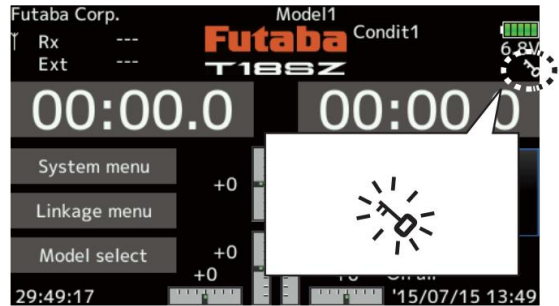 Futaba Corp.
Model1
Rx ---
Ext ---
Futaba
T18SZ
Condit1
6.8V
00:00.0
00:00.0
System menu
Linkage menu
Model select
+0
+0
+0
29:49:17
'15/07/15 13:49